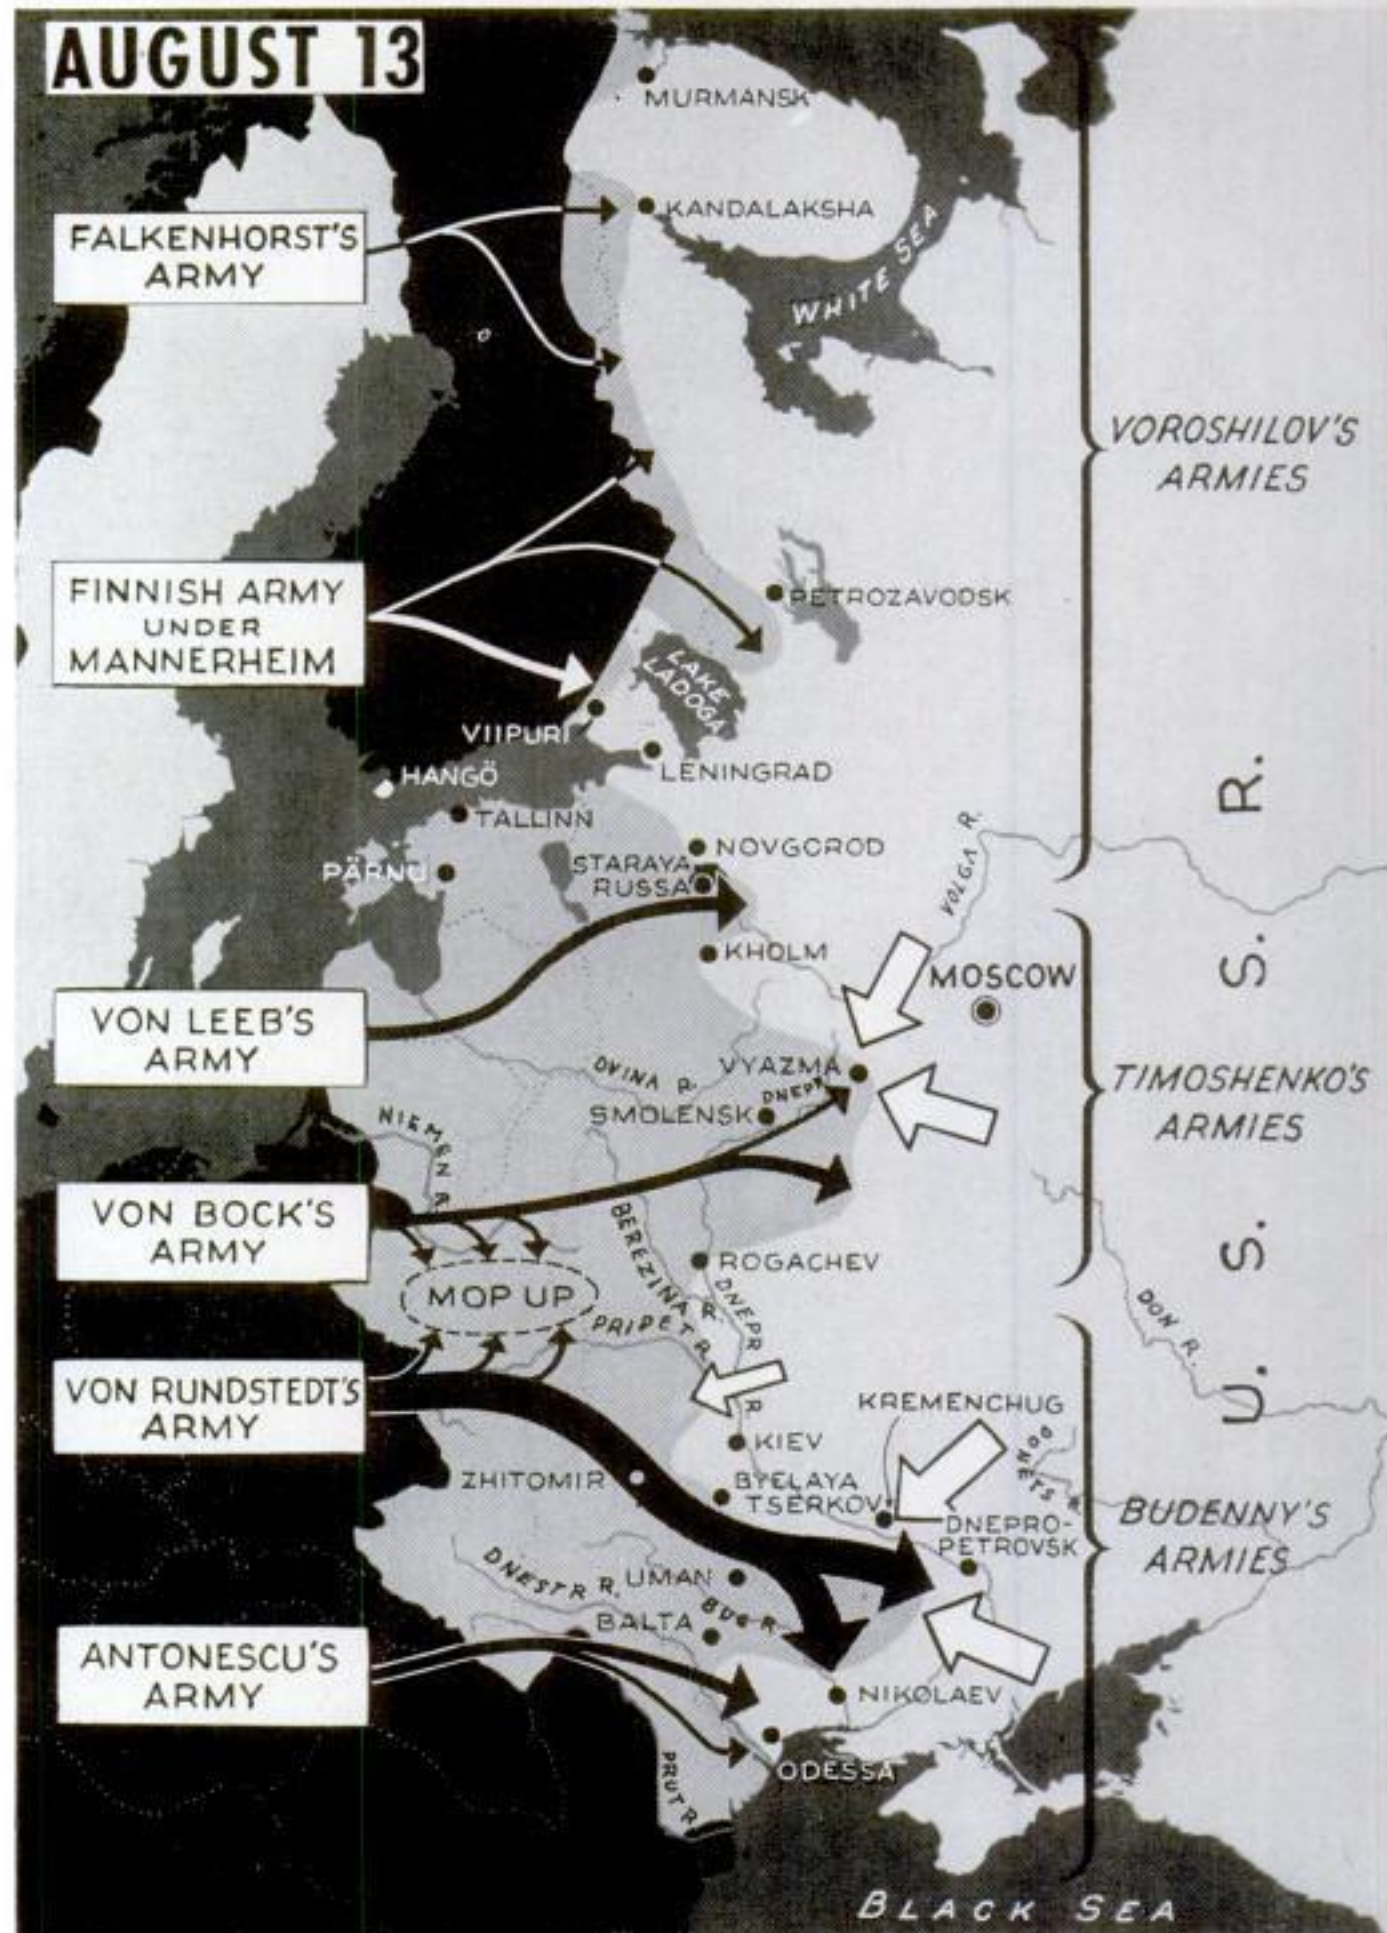 AUGUST 13
MURMANSK
KANDALAKSHA
FALKENHORST'S
ARMY
WHITE SEA
VOROSHILOV'S
ARMIES
FINNISH ARMY
UNDER
MANNERHEIM
PETROZAVODSK
LAKE
LADOGA
VIIPURI
LENINGRAD
HANGÖ
TALLINN
PÄRNU
NOVGOROD
STARAYA
RUSSA
VOLGA R.
KHOLM
MOSCOW
VON LEEB'S
ARMY
DVINA R.
VYAZMA
DNEPR
SMOLENSK
TIMOSHENKO'S
ARMIES
NIEMEN R.
VON BOCK'S
ARMY
BEREZINA R.
ROGACHEV
MOP UP
PRIPET R.
DNEPR
R
DON R.
U. S. S. R.
VON RUNDSTEDT'S
ARMY
KREMENCHUG
KIEV
ZHITOMIR
BYELAYA
TSERKOV
DONETS R.
DNEPRO-
PETROVSK
BUDENNY'S
ARMIES
DNESTR R.
UMAN
BUG R.
BALTA
ANTONESCU'S
ARMY
NIKOLAEV
ODESSA
PRUT R.
BLACK SEA